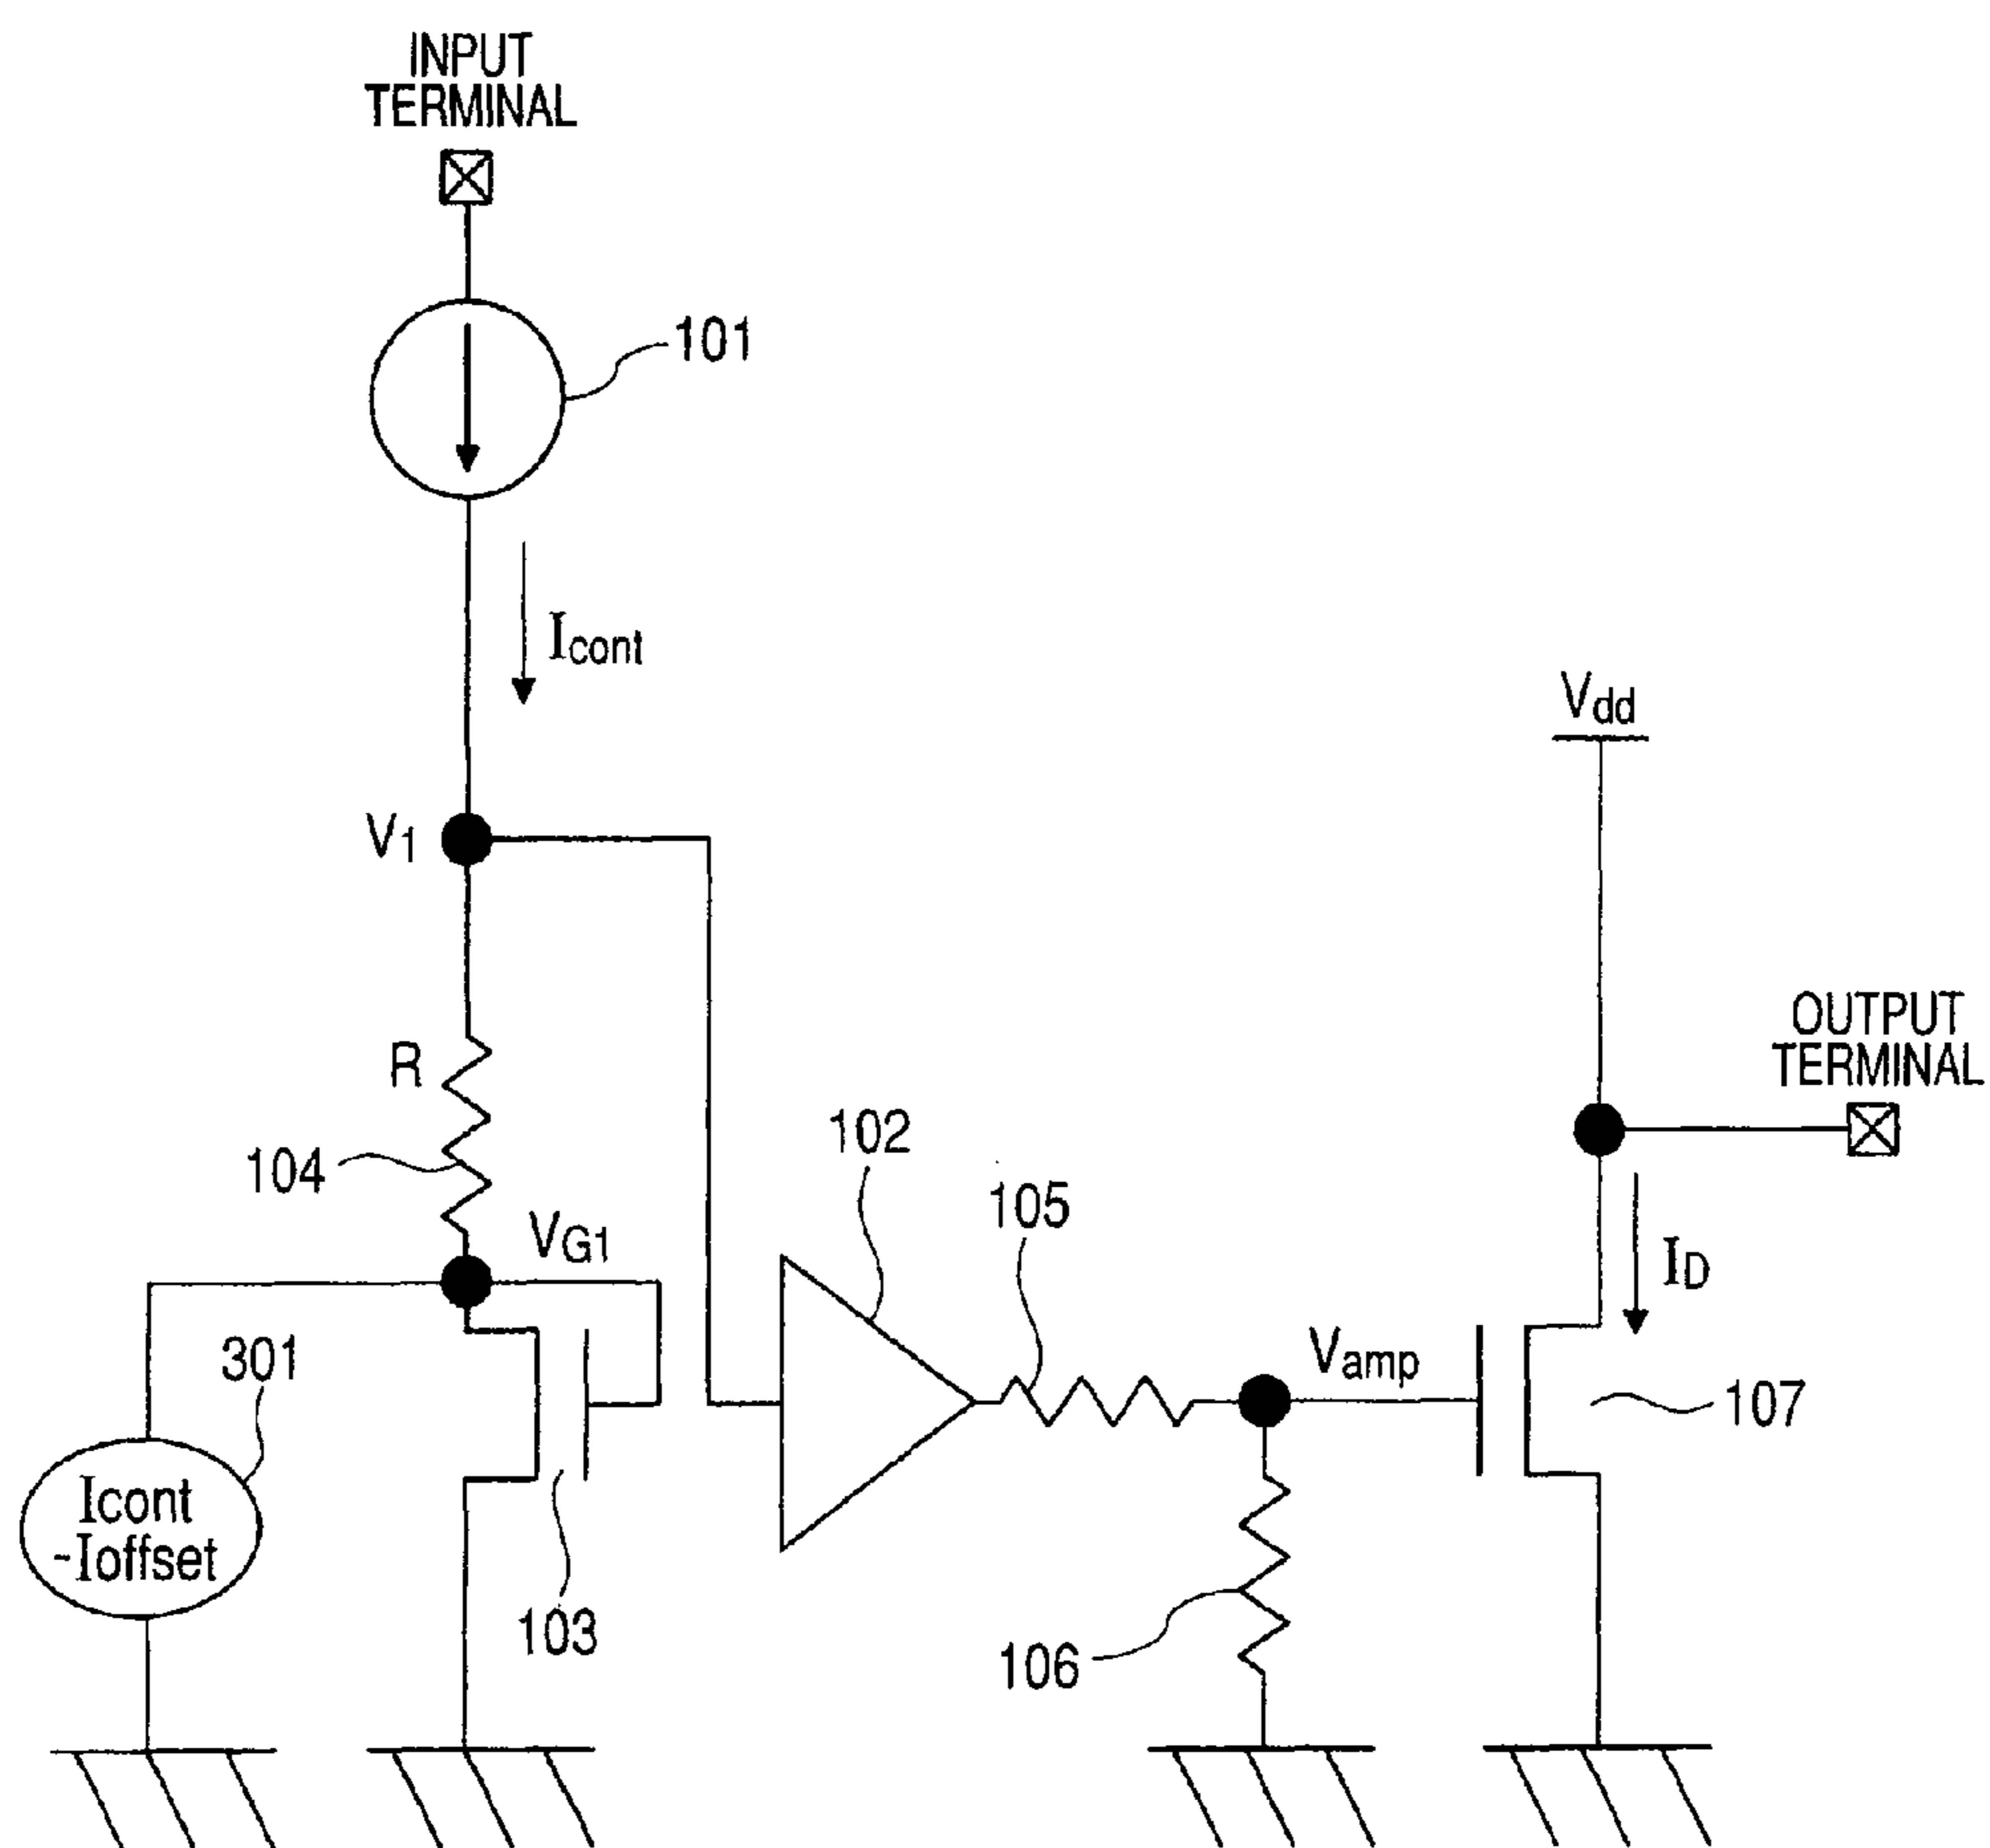 INPUT
TERMINAL
101
Icont
Vdd
V1
OUTPUT
TERMINAL
R
102
104
105
VG1
ID
301
Vamp
107
Icont
-Ioffset
103
106